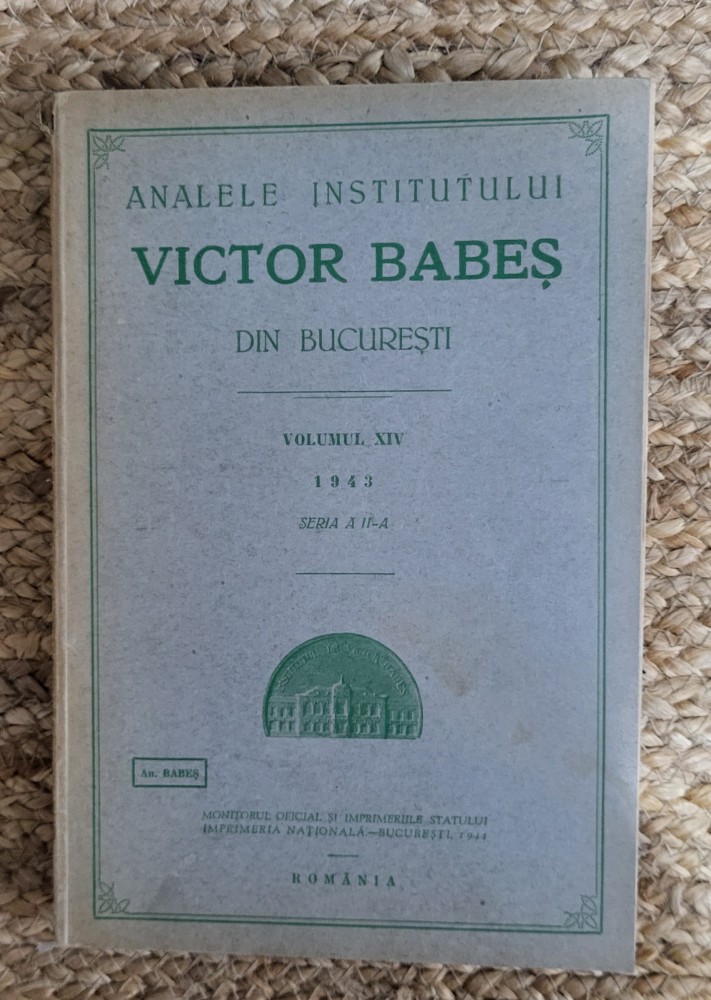 ANALELE INSTITUTULUI
VICTOR BABEȘ
DIN BUCUREȘTI
VOLUMUL XIV
1943
SERIA A II-A
An. BABEȘ
MONITORUL OFICIAL ȘI IMPRIMERIILE STATULUI
IMPRIMERIA NAȚIONALĂ—BUCUREȘTI, 1944
ROMÂNIA